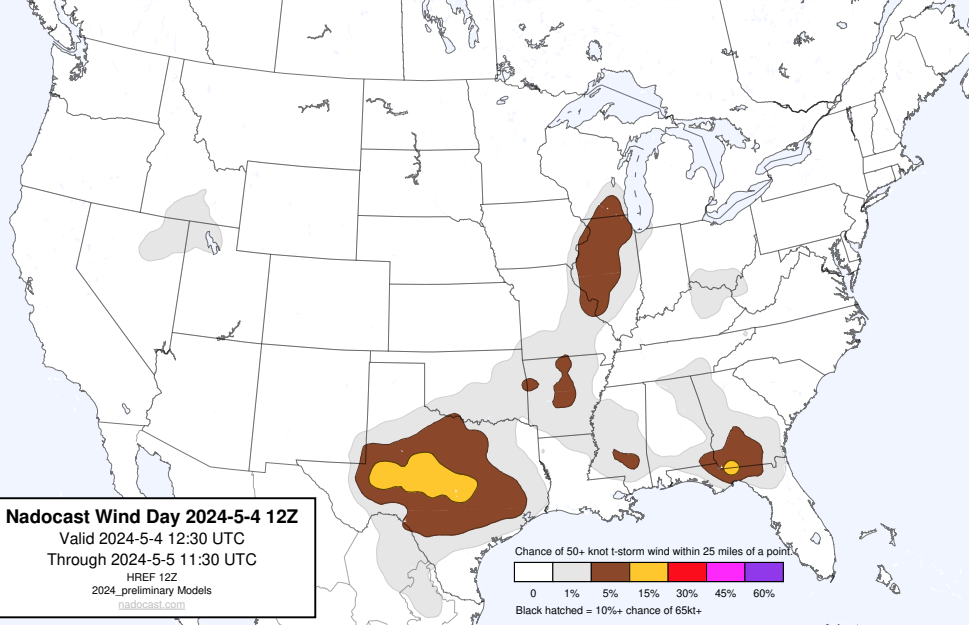 Nadocast Wind Day 2024-5-4 12Z
Valid 2024-5-4 12:30 UTC
Through 2024-5-5 11:30 UTC
HREF 12Z
2024_preliminary Models
nadocast.com
Chance of 50+ knot t-storm wind within 25 miles of a point.
0 1% 5% 15% 30% 45% 60%
Black hatched = 10%+ chance of 65kt+